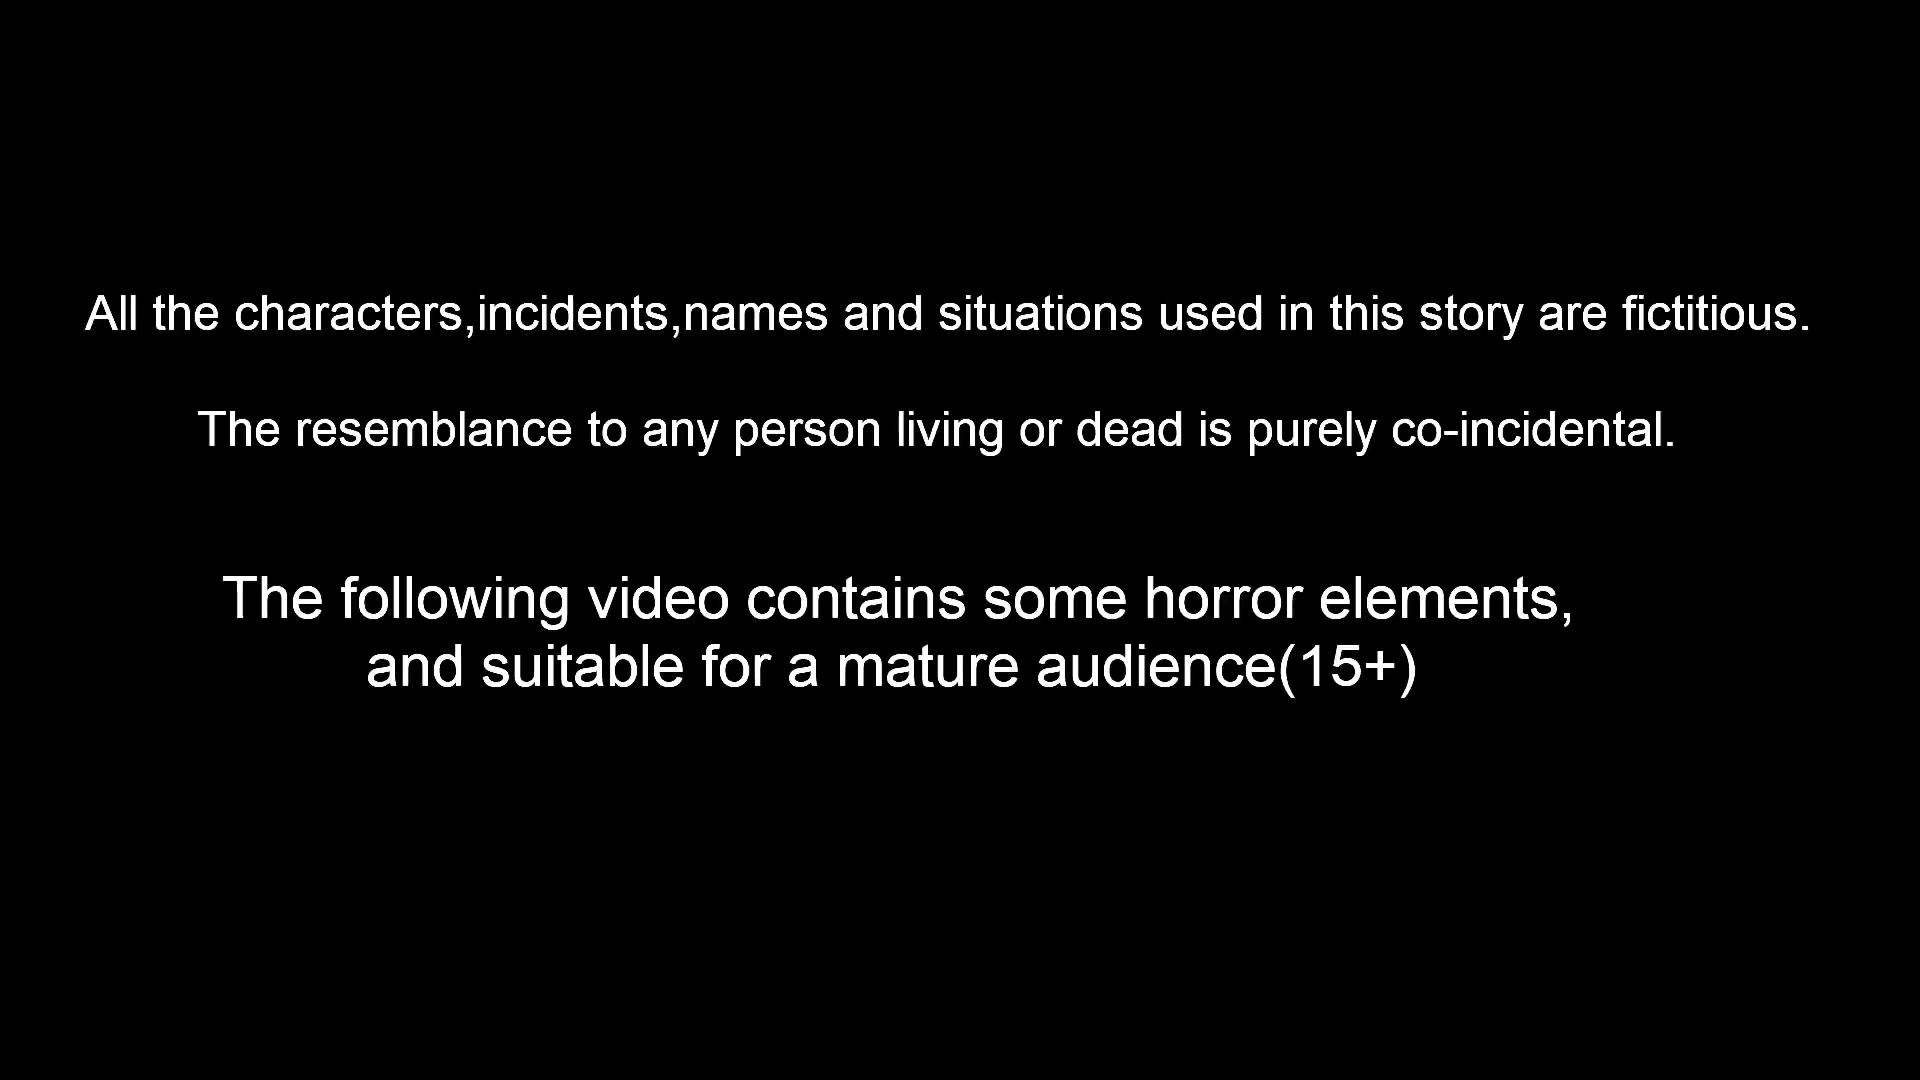 All the characters,incidents,names and situations used in this story are fictitious.
The resemblance to any person living or dead is purely co-incidental.
The following video contains some horror elements,
and suitable for a mature audience(15+)